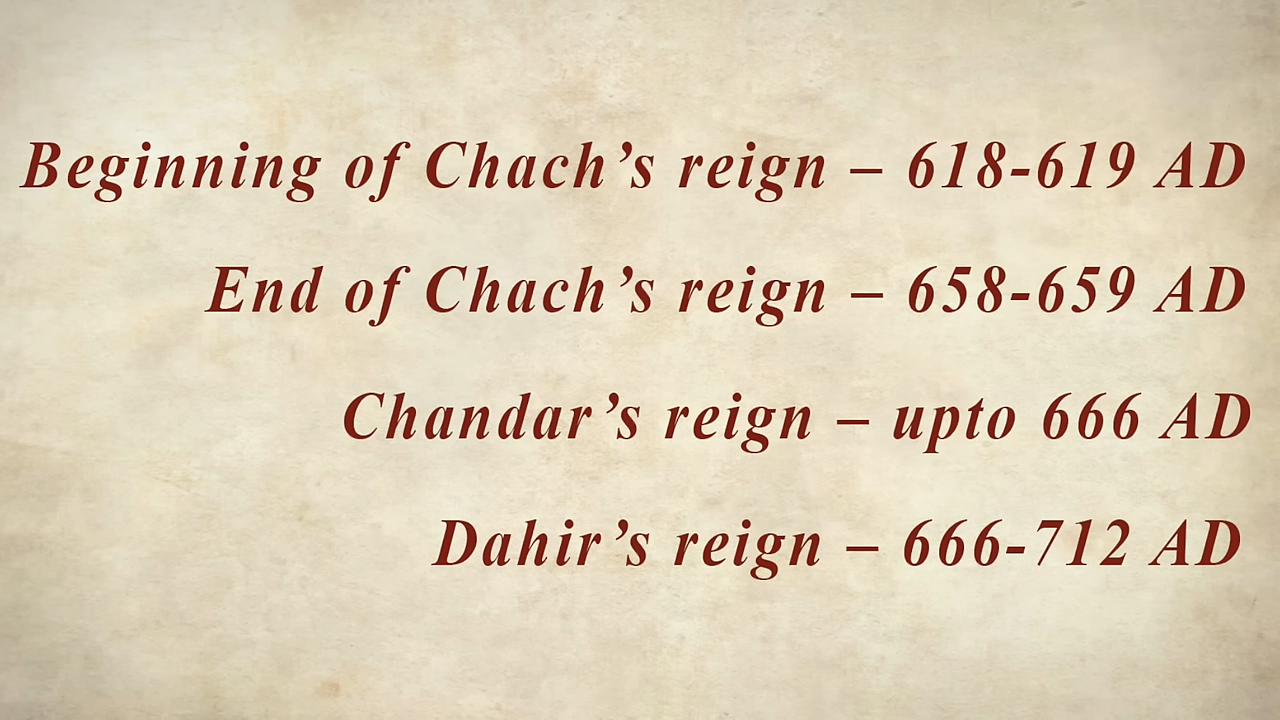 Beginning of Chach’s reign – 618-619 AD
End of Chach’s reign – 658-659 AD
Chandar’s reign – upto 666 AD
Dahir’s reign – 666-712 AD